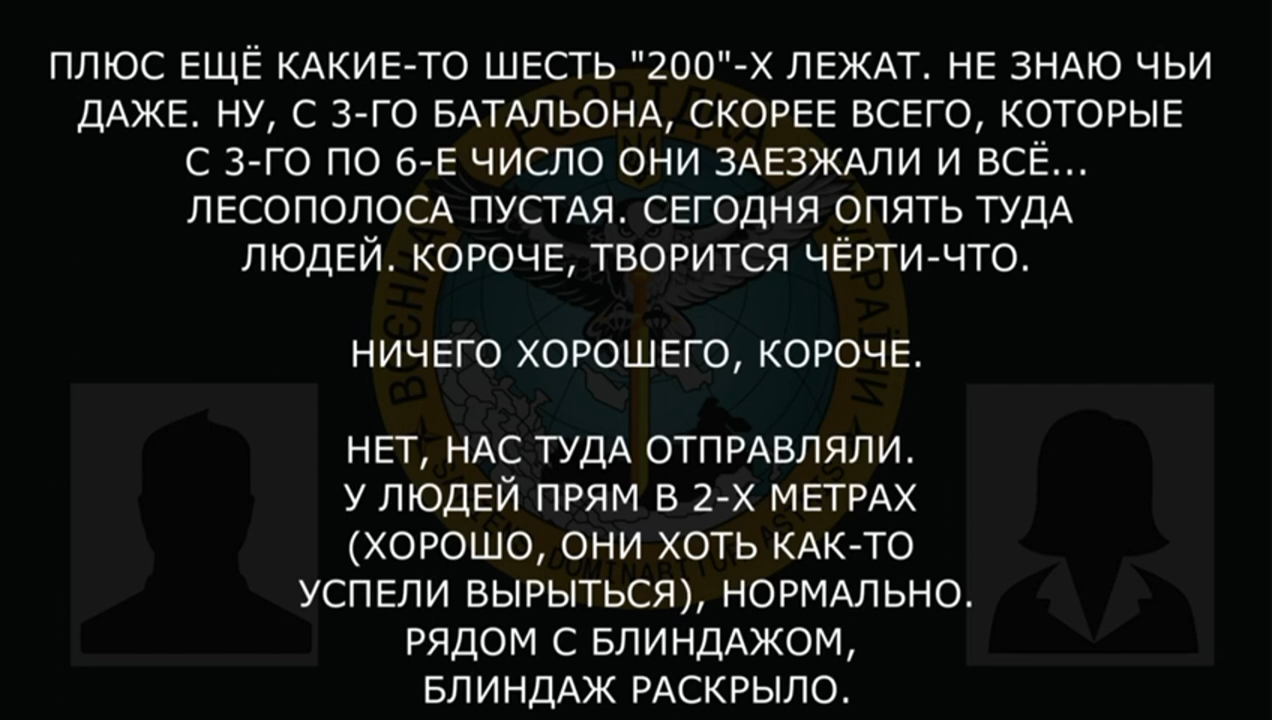 ПЛЮС ЕЩЁ КАКИЕ-ТО ШЕСТЬ "200"-Х ЛЕЖАТ. НЕ ЗНАЮ ЧЬИ
ДАЖЕ. НУ, С 3-ГО БАТАЛЬОНА, СКОРЕЕ ВСЕГО, КОТОРЫЕ
С 3-ГО ПО 6-Е ЧИСЛО ОНИ ЗАЕЗЖАЛИ И ВСЁ...
ЛЕСОПОЛОСА ПУСТАЯ. СЕГОДНЯ ОПЯТЬ ТУДА
ЛЮДЕЙ. КОРОЧЕ, ТВОРИТСЯ ЧЁРТИ-ЧТО.
НИЧЕГО ХОРОШЕГО, КОРОЧЕ.
НЕТ, НАС ТУДА ОТПРАВЛЯЛИ.
У ЛЮДЕЙ ПРЯМ В 2-Х МЕТРАХ
(ХОРОШО, ОНИ ХОТЬ КАК-ТО
УСПЕЛИ ВЫРЫТЬСЯ), НОРМАЛЬНО.
РЯДОМ С БЛИНДАЖОМ,
БЛИНДАЖ РАСКРЫЛО.